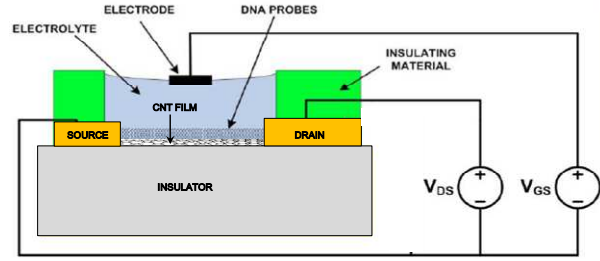 ELECTRODE
DNA PROBES
ELECTROLYTE
INSULATING
MATERIAL
CNT FILM
SOURCE
DRAIN
INSULATOR
+
VDS
−
+
VGS
−